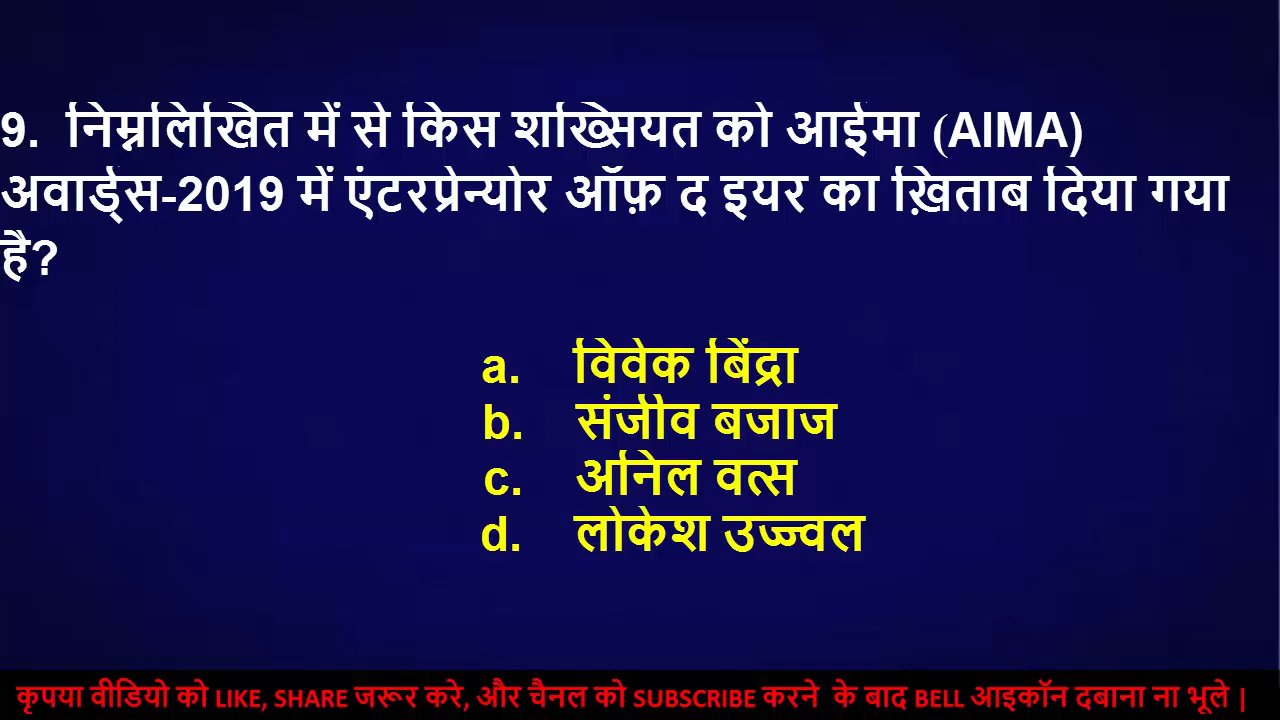 9. निम्नलिखित में से किस शख्सियत को आईमा (AIMA)
अवार्ड्स-2019 में एंटरप्रेन्योर ऑफ़ द इयर का ख़िताब दिया गया
है?
a. विवेक बिंद्रा
b. संजीव बजाज
c. अनिल वत्स
d. लोकेश उज्ज्वल
कृपया वीडियो को LIKE, SHARE जरूर करे, और चैनल को SUBSCRIBE करने के बाद BELL आइकॉन दबाना ना भूले |